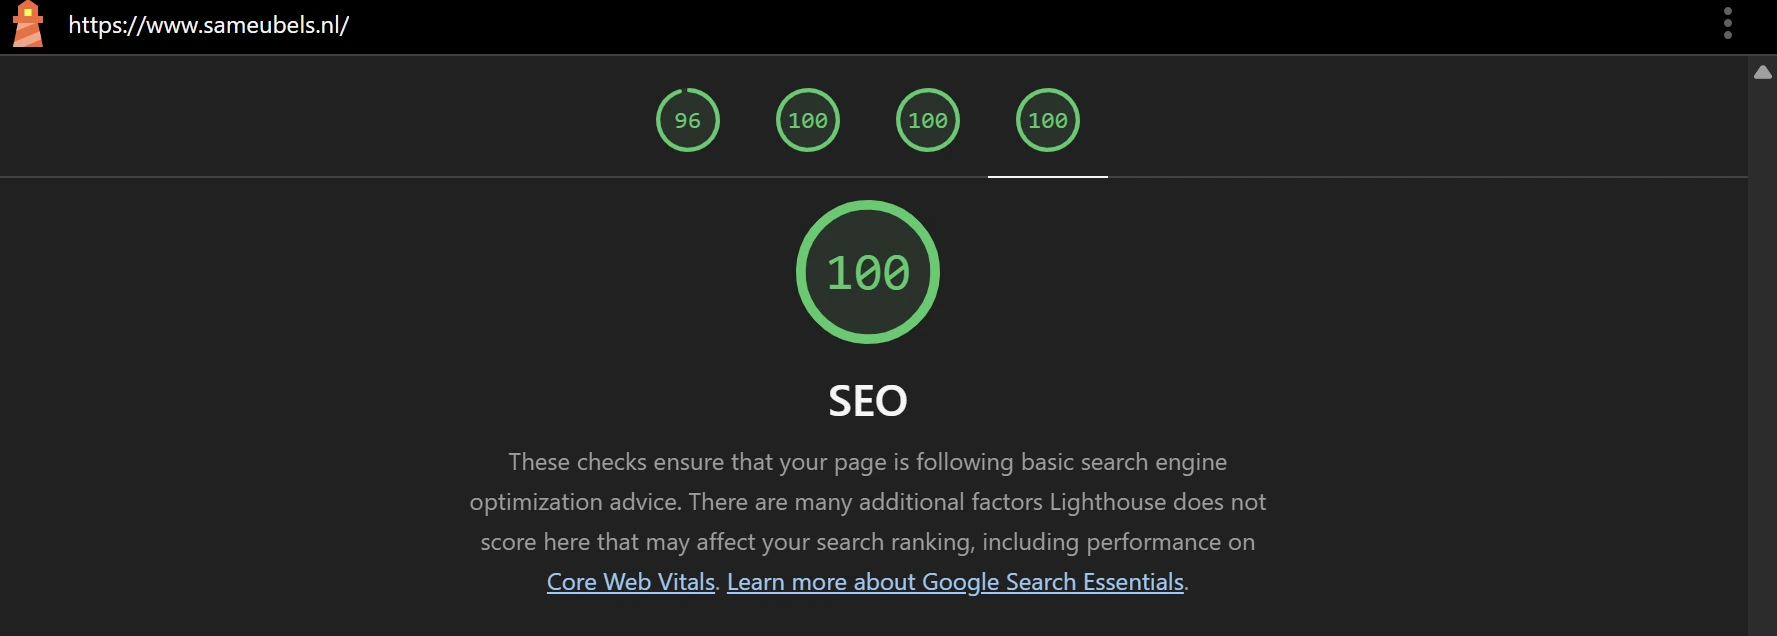 https://www.sameubels.nl/
96 100 100 100
100
SEO
These checks ensure that your page is following basic search engine
optimization advice. There are many additional factors Lighthouse does not
score here that may affect your search ranking, including performance on
Core Web Vitals. Learn more about Google Search Essentials.